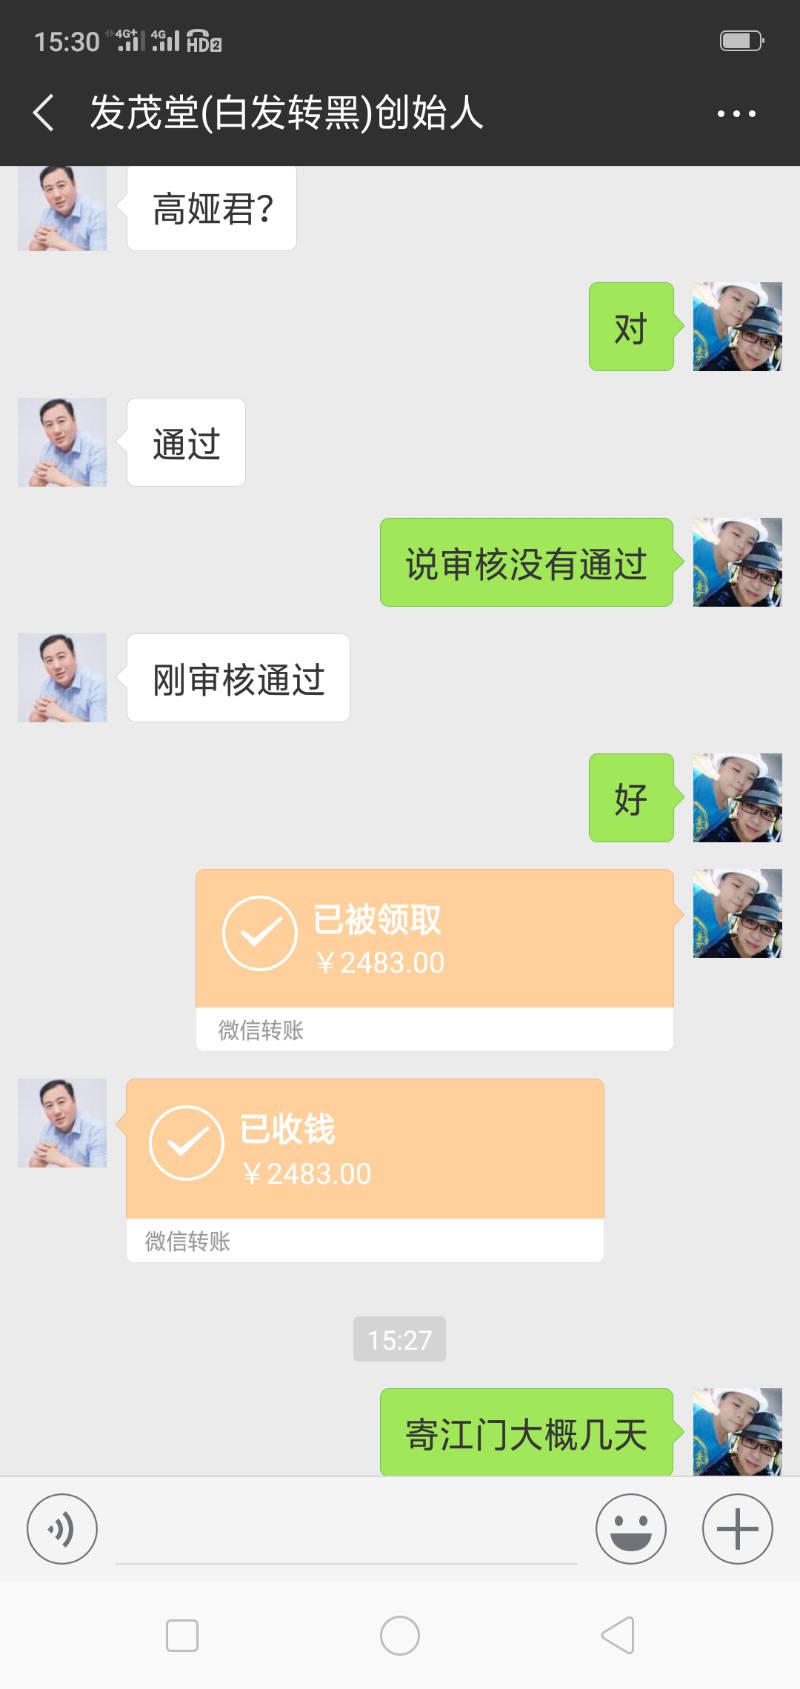 15:30 4G+ 4G HD2
发茂堂(白发转黑)创始人
高娅君?
对
通过
说审核没有通过
刚审核通过
好
已被领取
￥2483.00
微信转账
已收钱
￥2483.00
微信转账
15:27
寄江门大概几天